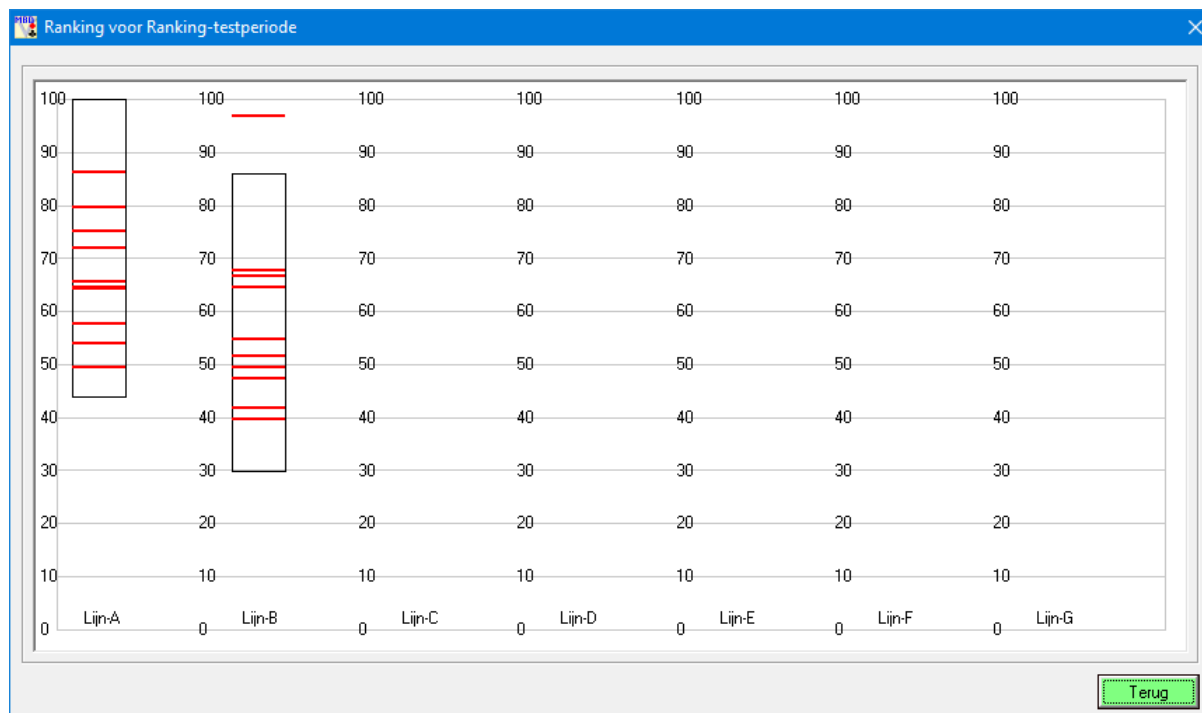 MBD
Ranking voor Ranking-testperiode
100 100 100 100 100 100 100
90 90 90 90 90 90 90
80 80 80 80 80 80 80
70 70 70 70 70 70 70
60 60 60 60 60 60 60
50 50 50 50 50 50 50
40 40 40 40 40 40 40
30 30 30 30 30 30 30
20 20 20 20 20 20 20
10 10 10 10 10 10 10
Lijn-A Lijn-B Lijn-C Lijn-D Lijn-E Lijn-F Lijn-G
0 0 0 0 0 0 0
Terug